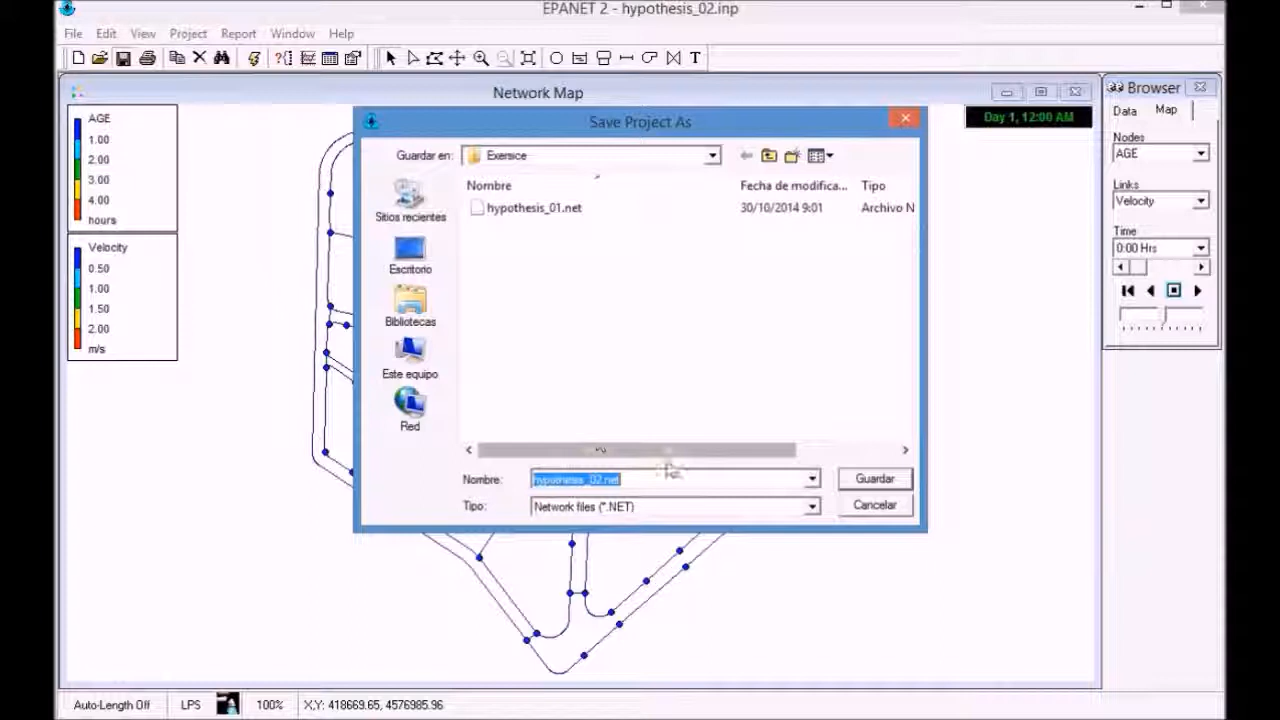 EPANET 2 - hypothesis_02.inp
File Edit View Project Report Window Help
T
Network Map
Browser
Data Map
Nodes
AGE
Links
Velocity
Time
0:00 Hrs
Day 1, 12:00 AM
AGE
1.00
2.00
3.00
4.00
hours
Velocity
0.50
1.00
1.50
2.00
m/s
Save Project As
Guardar en: Exersice
Sitios recientes
Escritorio
Bibliotecas
Este equipo
Red
Nombre Fecha de modifica... Tipo
hypothesis_01.net 30/10/2014 9:01 Archivo N
Nombre: hypothesis_02.net Guardar
Tipo: Network files (*.NET) Cancelar
Auto-Length Off LPS 100% X,Y: 418669.65, 4576985.96